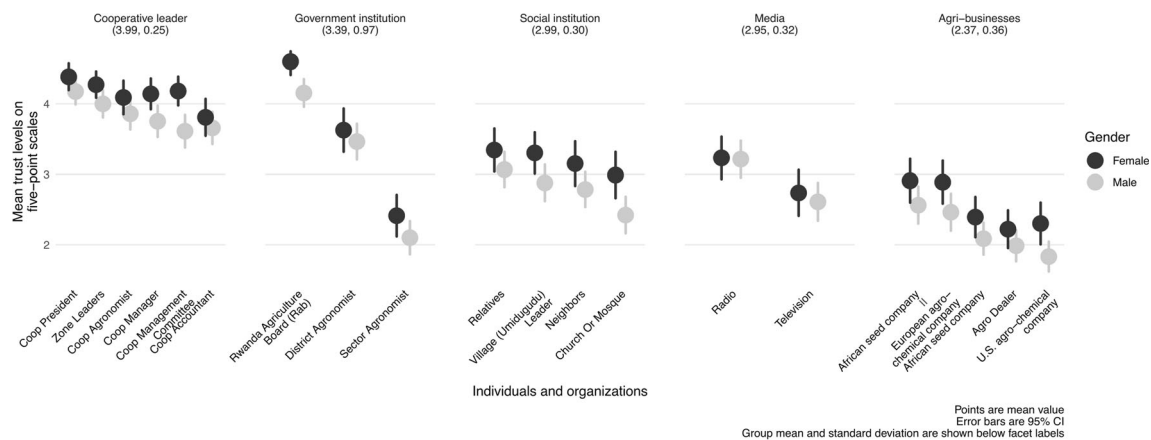 Cooperative leader
(3.99, 0.25)
Government institution
(3.39, 0.97)
Social institution
(2.99, 0.30)
Media
(2.95, 0.32)
Agri−businesses
(2.37, 0.36)
Mean trust levels on
five−point scales
4
3
2
Coop President
Zone Leaders
Coop Agronomist
Coop Manager
Coop Management
Committee
Coop Accountant
Rwanda Agriculture
Board (Rab)
District Agronomist
Sector Agronomist
Relatives
Village (Umidugudu)
Leader
Neighbors
Church Or Mosque
Radio
Television
African seed company
II
European agro−
chemical company
African seed company
Agro Dealer
U.S. agro−chemical
company
Individuals and organizations
Gender
Female
Male
Points are mean value
Error bars are 95% CI
Group mean and standard deviation are shown below facet labels